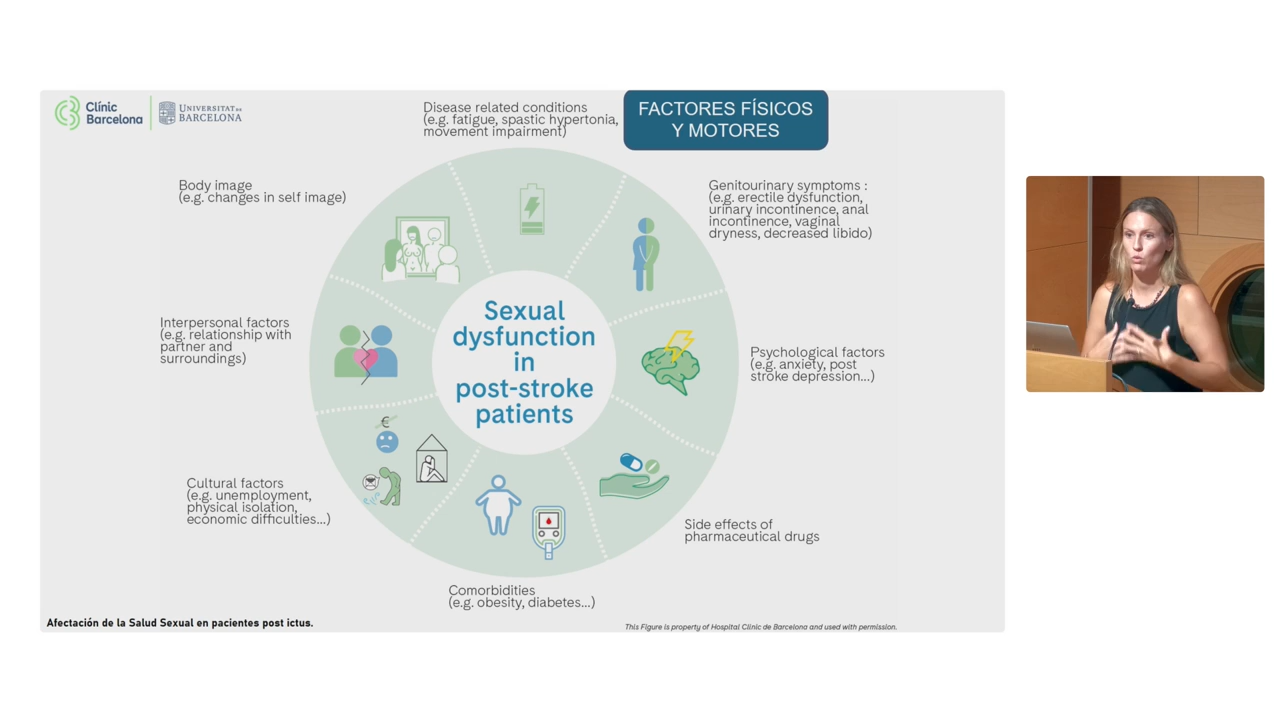 Clínic
Barcelona
UNIVERSITAT DE
BARCELONA
Disease related conditions
(e.g. fatigue, spastic hypertonia,
movement impairment)
FACTORES FÍSICOS
Y MOTORES
Body image
(e.g. changes in self image)
Genitourinary symptoms :
(e.g. erectile dysfunction,
urinary incontinence, anal
incontinence, vaginal
dryness, decreased libido)
Interpersonal factors
(e.g. relationship with
partner and
surroundings)
Sexual
dysfunction
in
post-stroke
patients
Psychological factors
(e.g. anxiety, post
stroke depression...)
€
Cultural factors
(e.g. unemployment,
physical isolation,
economic difficulties...)
Side effects of
pharmaceutical drugs
Comorbidities
(e.g. obesity, diabetes...)
Afectación de la Salud Sexual en pacientes post ictus.
This Figure is property of Hospital Clínic de Barcelona and used with permission.